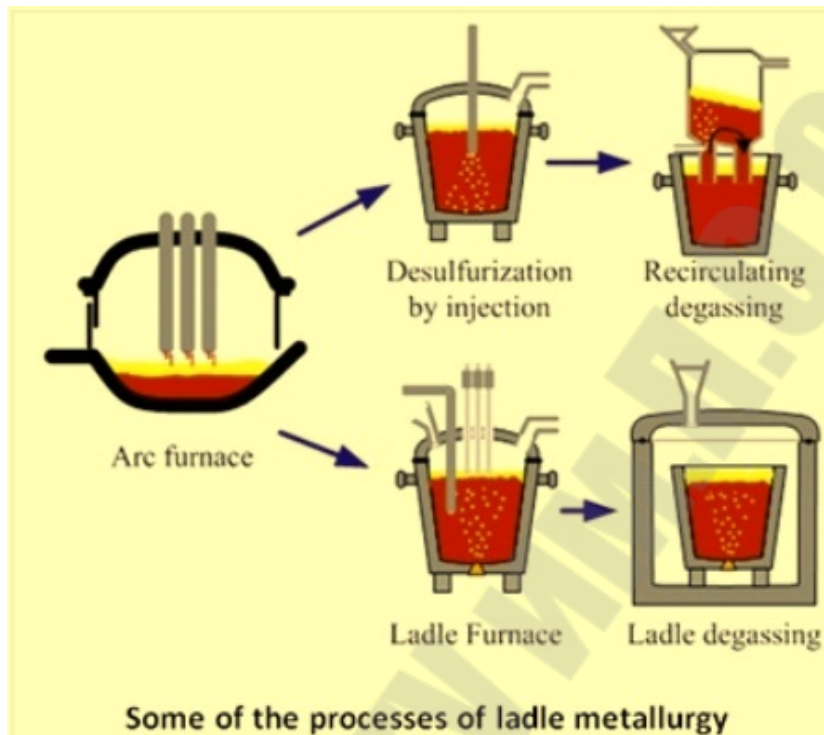 Desulfurization
by injection
Recirculating
degassing
Arc furnace
Ladle Furnace
Ladle degassing
Some of the processes of ladle metallurgy